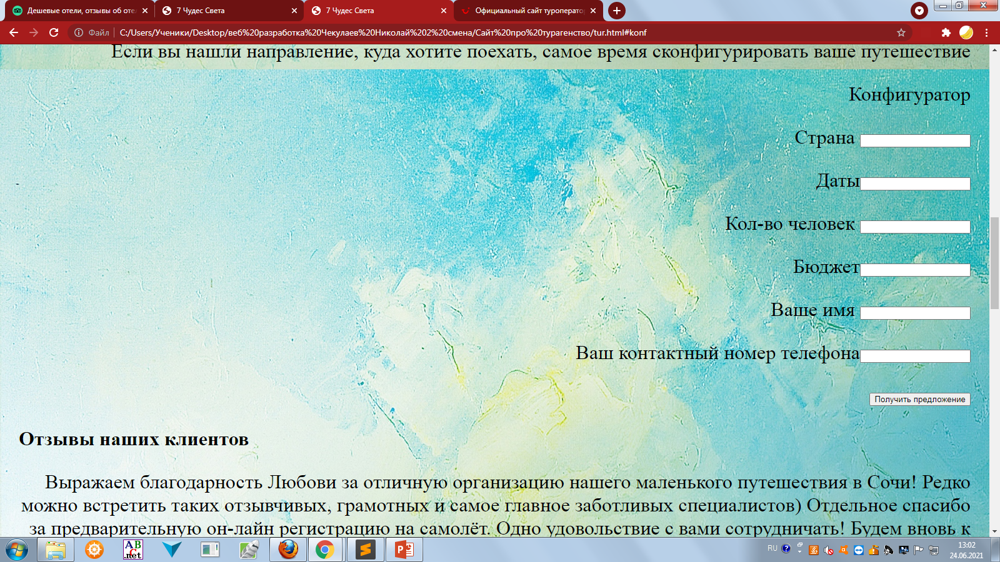 Дешевые отели, отзывы об оте
7 Чудес Света
7 Чудес Света
Официальный сайт туроператор
Файл
C:/Users/Ученики/Desktop/веб%20разработка%20Чекулаев%20Николай%202%20смена/Сайт%20про%20турагенство/tur.html#konf
Если вы нашли направление, куда хотите поехать, самое время сконфигурировать ваше путешествие
Конфигуратор
Страна
Даты
Кол-во человек
Бюджет
Ваше имя
Ваш контактный номер телефона
Получить предложение
Отзывы наших клиентов
Выражаем благодарность Любови за отличную организацию нашего маленького путешествия в Сочи! Редко
можно встретить таких отзывчивых, грамотных и самое главное заботливых специалистов) Отдельное спасибо
за предварительную он-лайн регистрацию на самолёт. Одно удовольствие с вами сотрудничать! Будем вновь к
ABC
.net
RU
13:02
24.06.2021